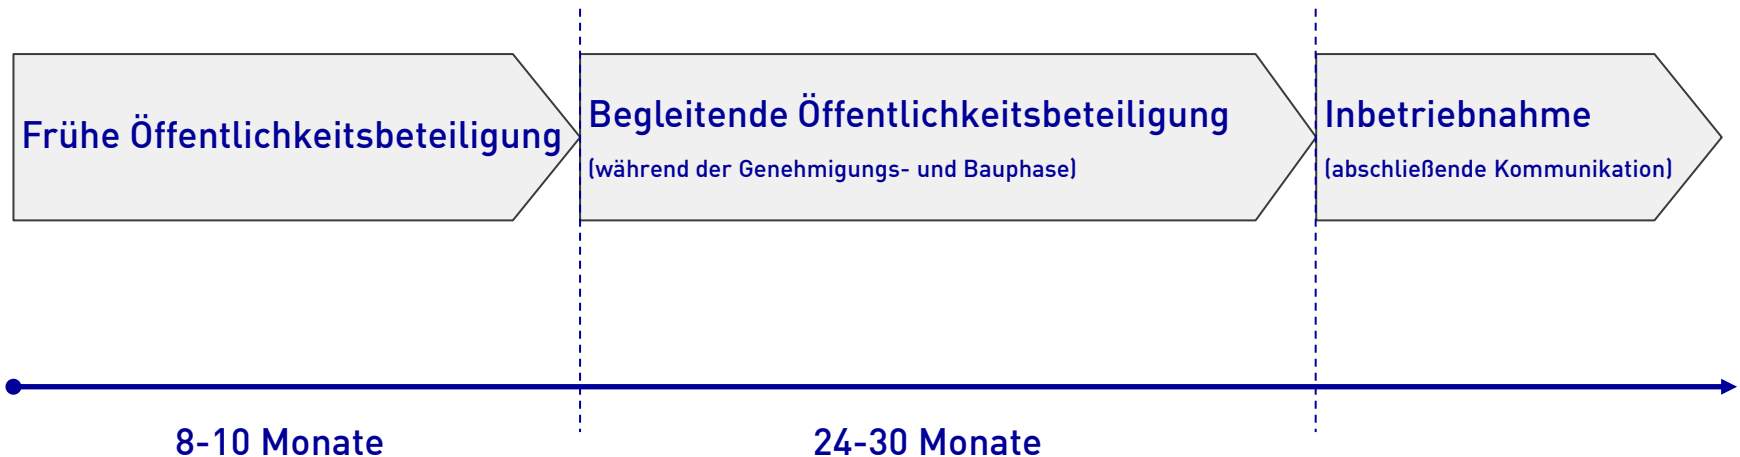 Frühe Öffentlichkeitsbeteiligung
Begleitende Öffentlichkeitsbeteiligung
(während der Genehmigungs- und Bauphase)
Inbetriebnahme
(abschließende Kommunikation)
8-10 Monate
24-30 Monate